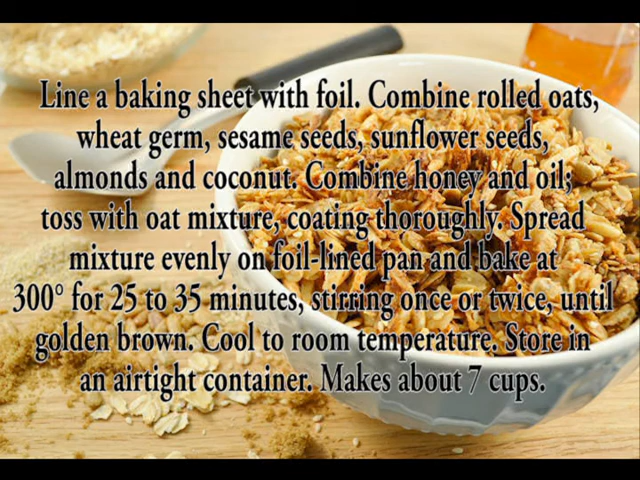 Line a baking sheet with foil. Combine rolled oats,
wheat germ, sesame seeds, sunflower seeds,
almonds and coconut. Combine honey and oil;
toss with oat mixture, coating thoroughly. Spread
mixture evenly on foil-lined pan and bake at
300° for 25 to 35 minutes, stirring once or twice, until
golden brown. Cool to room temperature. Store in
an airtight container. Makes about 7 cups.